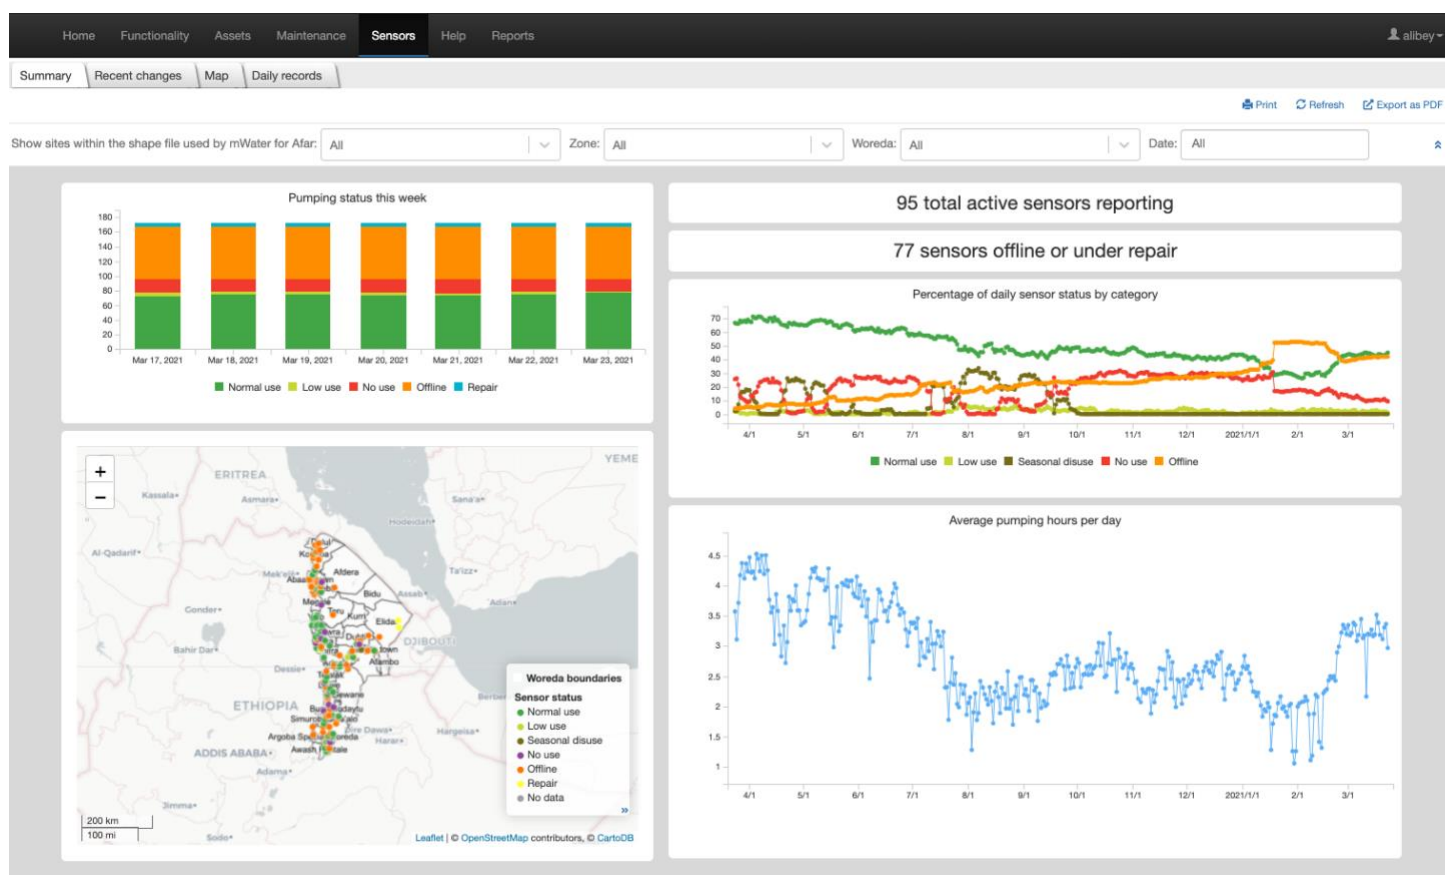 Home Functionality Assets Maintenance Sensors Help Reports alibey
Summary Recent changes Map Daily records
Print Refresh Export as PDF
Show sites within the shape file used by mWater for Afar: All Zone: All Woreda: All Date: All
Pumping status this week
180
160
140
120
100
80
60
40
20
0
Mar 17, 2021 Mar 18, 2021 Mar 19, 2021 Mar 20, 2021 Mar 21, 2021 Mar 22, 2021 Mar 23, 2021
Normal use Low use No use Offline Repair
95 total active sensors reporting
77 sensors offline or under repair
Percentage of daily sensor status by category
70
60
50
40
30
20
10
0
4/1 5/1 6/1 7/1 8/1 9/1 10/1 11/1 12/1 2021/1/1 2/1 3/1
Normal use Low use Seasonal disuse No use Offline
+
−
YEME
ERITREA
Kassala
Asmara
Sana'a
Hodeidah
Al-Qadarif
Afdera
Ta'izz
Bidu
Assab
Adan
Gonder
Teru
Kurri
Elida
DJIBOUTI
Bahir Dar
town
Afambo
Dessie
Gewane
ETHIOPIA
Berber
Dire Dawa
Hargeisa
Harar
ADDIS ABABA
Adama
Jimma
Sodo
Woreda boundaries
Sensor status
Normal use
Low use
Seasonal disuse
No use
Offline
Repair
No data
»
200 km
100 mi
Leaflet | © OpenStreetMap contributors, © CartoDB
Average pumping hours per day
4.5
4
3.5
3
2.5
2
1.5
1
4/1 5/1 6/1 7/1 8/1 9/1 10/1 11/1 12/1 2021/1/1 2/1 3/1